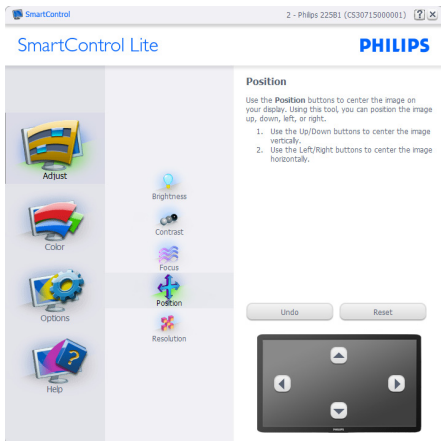 SmartControl
2 - Philips 225B1 (CS30715000001) ? X
SmartControl Lite
PHILIPS
Adjust
Color
Options
Help
Brightness
Contrast
Focus
Position
Resolution
Position
Use the Position buttons to center the image on
your display. Using this tool, you can position the image
up, down, left, or right.
1. Use the Up/Down buttons to center the image
vertically.
2. Use the Left/Right buttons to center the image
horizontally.
Undo Reset
PHILIPS